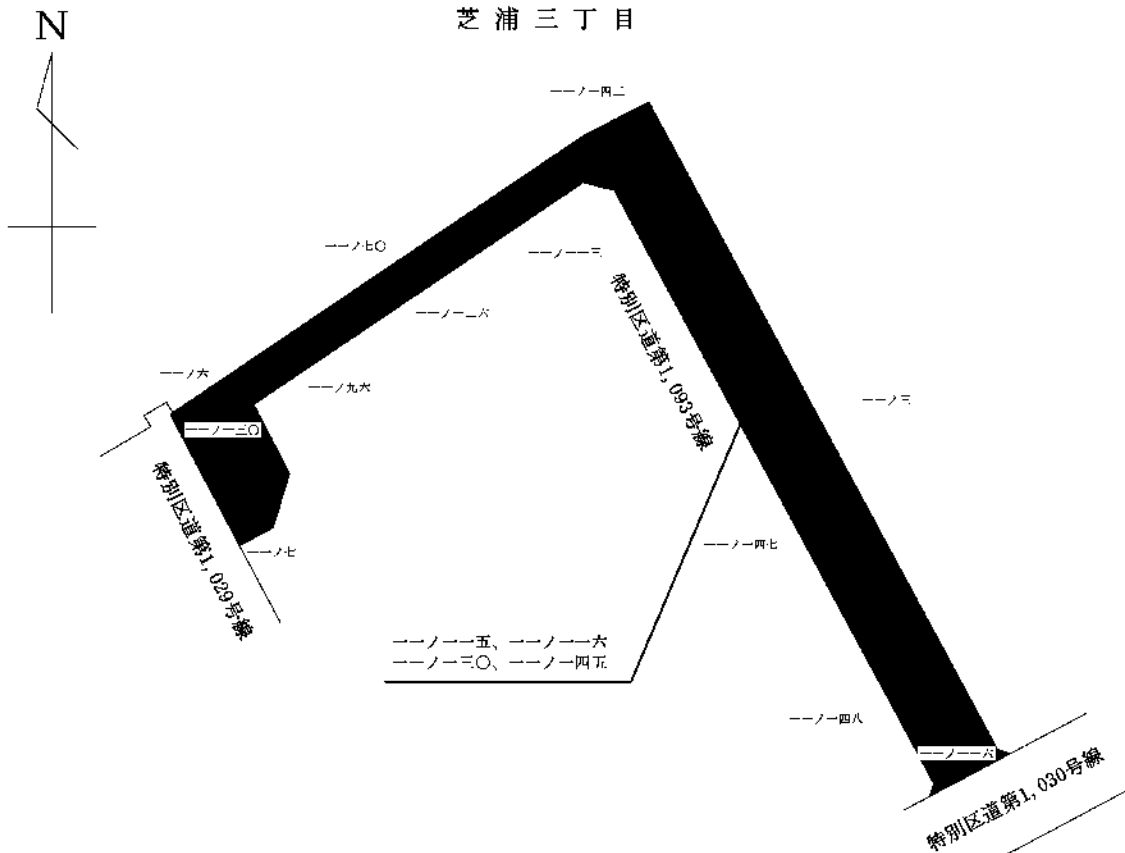 芝浦三丁目
N
一一ノ一四二
一一ノ七〇
一一ノ一一三
一一ノ一二六
特別区道第1,093号線
一一ノ六
一一ノ九六
一一ノ三
一一ノ一三〇
特別区道第1,029号線
一一ノ七
一一ノ一四七
一一ノ一一五、一一ノ一一六
一一ノ一三〇、一一ノ一四五
一一ノ一四八
一一ノ一一六
特別区道第1,030号線